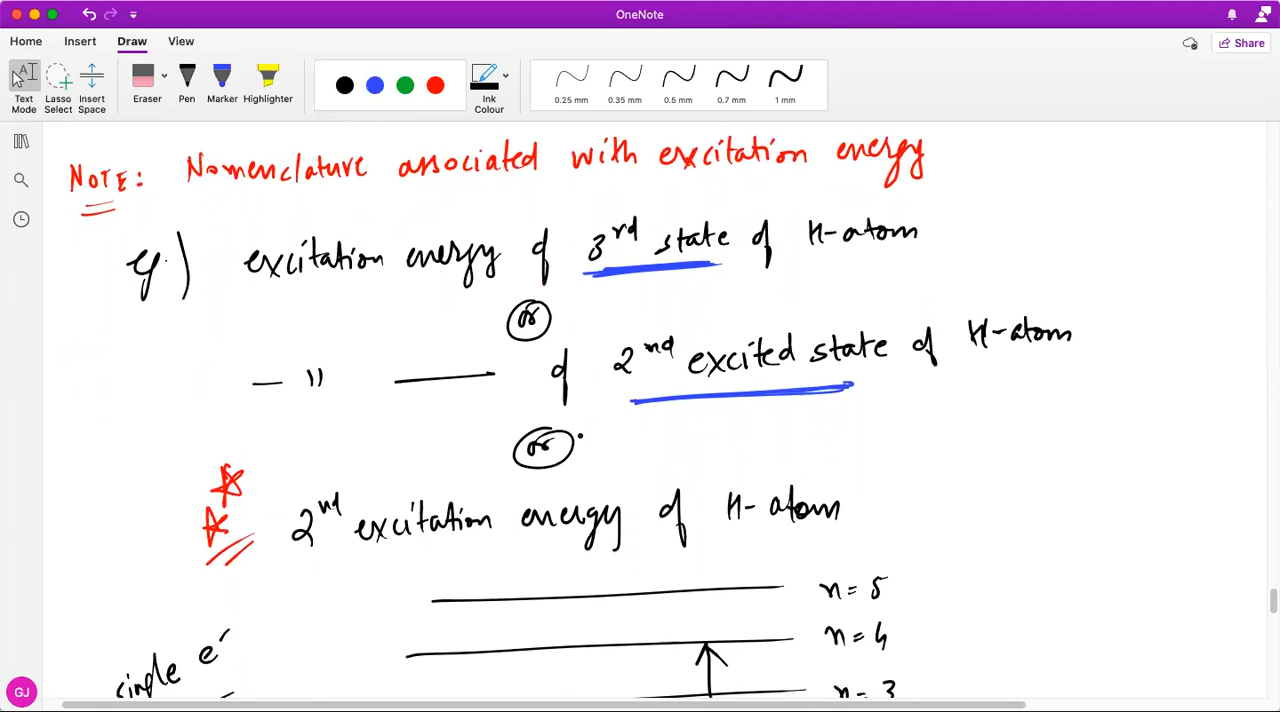 OneNote
Home Insert Draw View
Share
Text Mode
Lasso Select
Insert Space
Eraser
Pen
Marker
Highlighter
Ink Colour
0.25 mm 0.35 mm 0.5 mm 0.7 mm 1 mm
NOTE: Nomenclature associated with excitation energy
eg.) excitation energy of 3rd state of H-atom
or
— " — of 2nd excited state of H-atom
or
2nd excitation energy of H-atom
n = 5
n = 4
single e-
n = 3
GJ